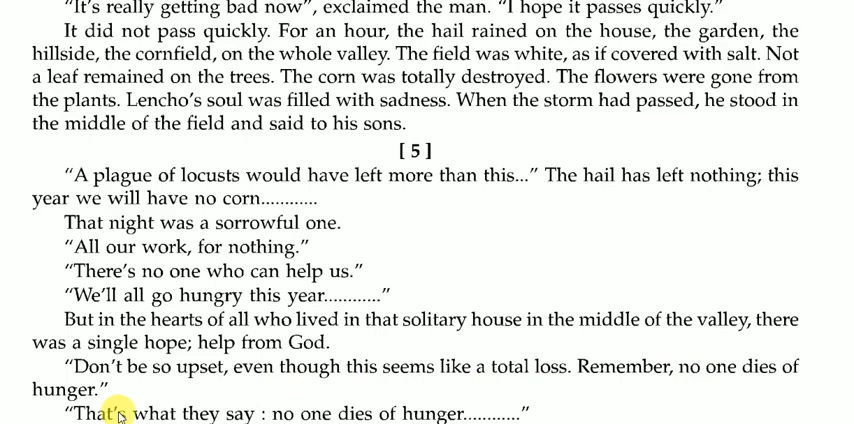 “It’s really getting bad now”, exclaimed the man. “I hope it passes quickly.”
It did not pass quickly. For an hour, the hail rained on the house, the garden, the
hillside, the cornfield, on the whole valley. The field was white, as if covered with salt. Not
a leaf remained on the trees. The corn was totally destroyed. The flowers were gone from
the plants. Lencho’s soul was filled with sadness. When the storm had passed, he stood in
the middle of the field and said to his sons.
[ 5 ]
“A plague of locusts would have left more than this...” The hail has left nothing; this
year we will have no corn............
That night was a sorrowful one.
“All our work, for nothing.”
“There’s no one who can help us.”
“We’ll all go hungry this year............”
But in the hearts of all who lived in that solitary house in the middle of the valley, there
was a single hope; help from God.
“Don’t be so upset, even though this seems like a total loss. Remember, no one dies of
hunger.”
“That’s what they say : no one dies of hunger............”